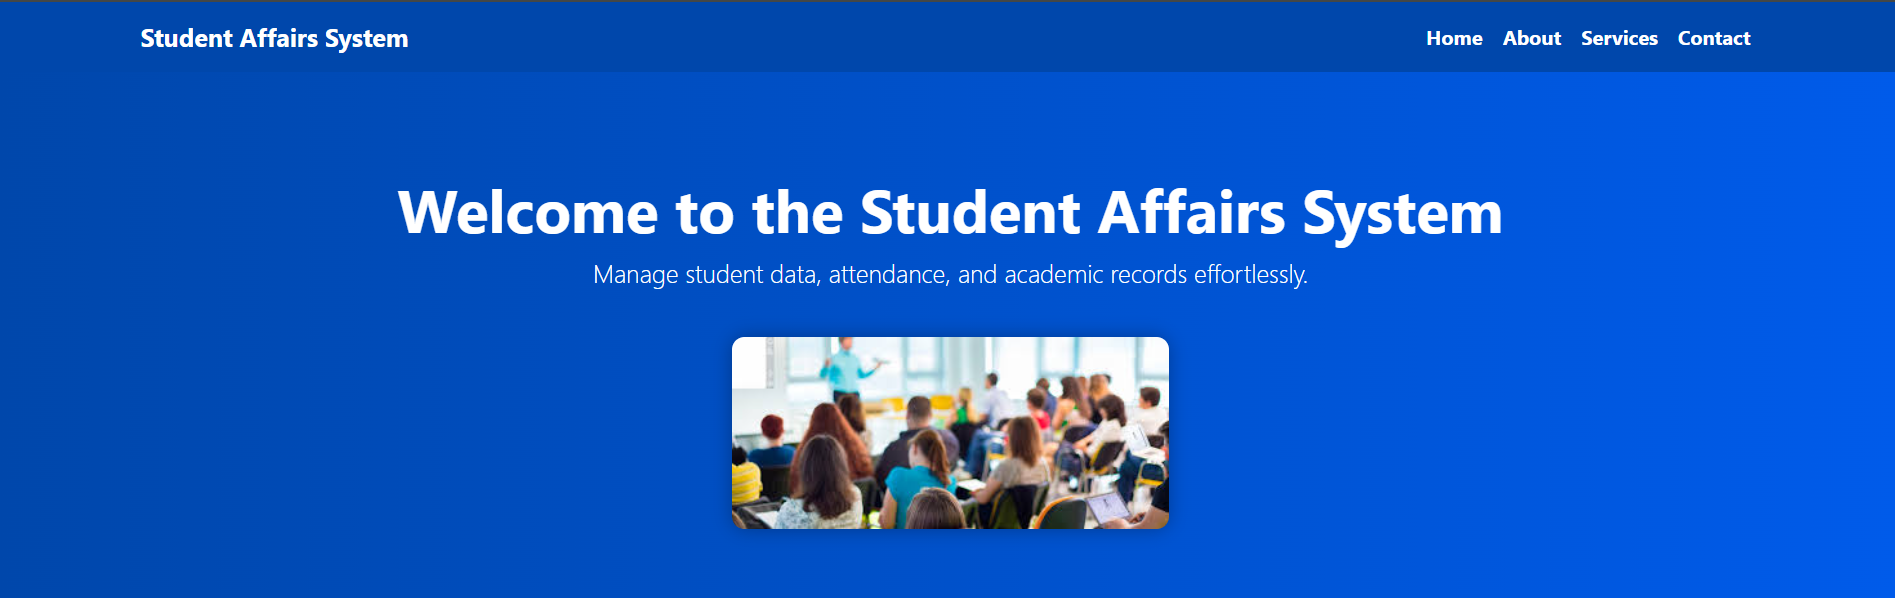 Student Affairs System
Home About Services Contact
Welcome to the Student Affairs System
Manage student data, attendance, and academic records effortlessly.